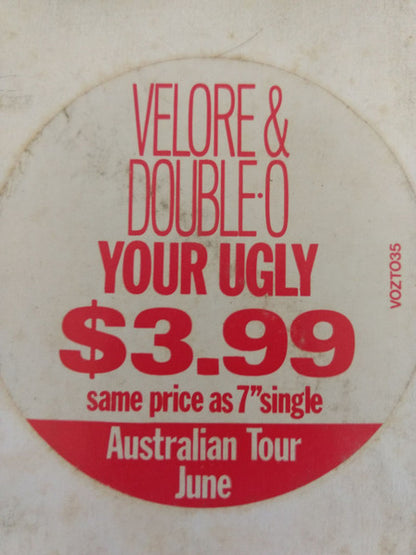 VELORE &
DOUBLE·O
YOUR UGLY
$3.99
same price as 7" single
Australian Tour
June
VOZT035